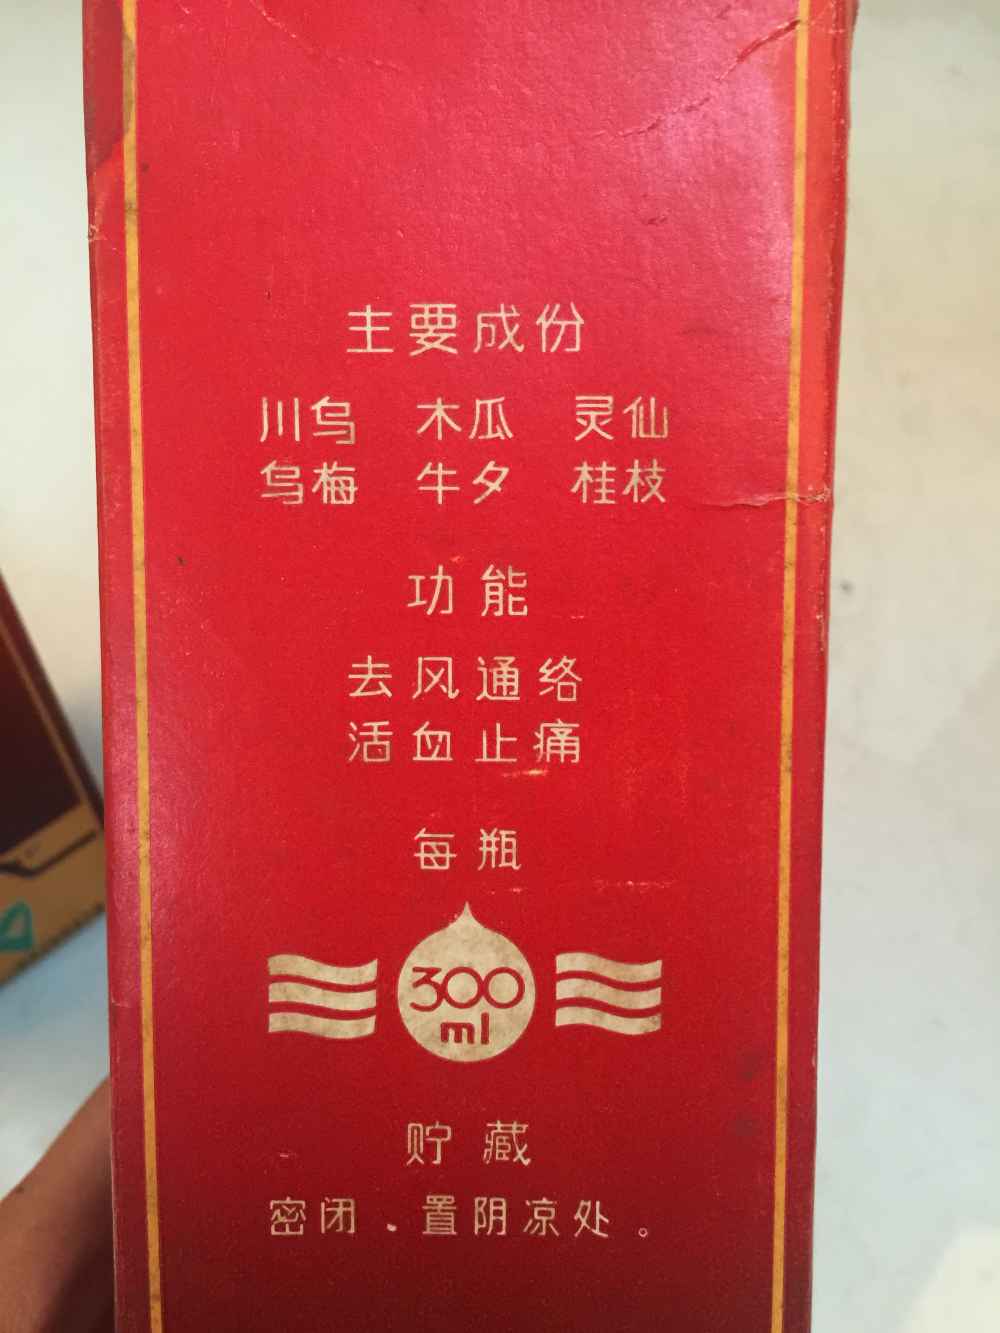 主要成份
川乌 木瓜 灵仙
乌梅 牛夕 桂枝
功能
去风通络
活血止痛
每瓶
300
ml
贮藏
密闭、置阴凉处。